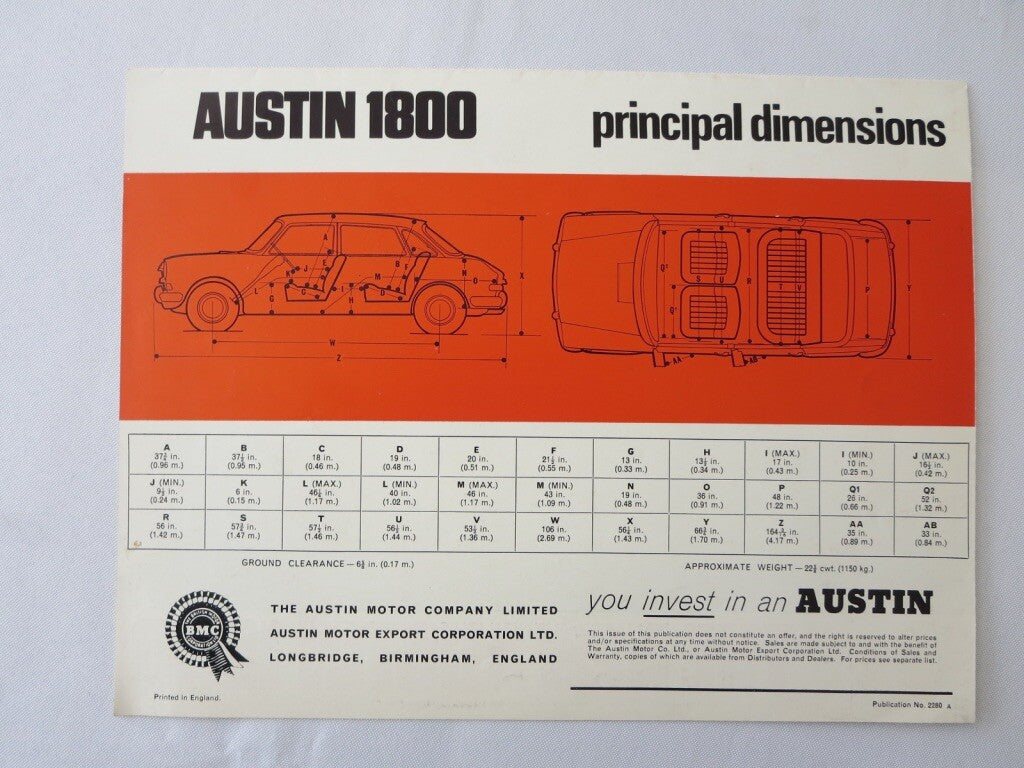 AUSTIN 1800
principal dimensions
A
E
K J
C
G
L
G
I
H
B F
M
D
N
O
X
W
Z
Q²
Q¹
S U
R
T V
P
Y
AA
AB
A B C D E F G H I (MAX.) I (MIN.) J (MAX.)
37¾ in. 37½ in. 18 in. 19 in. 20 in. 21½ in. 13 in. 13½ in. 17 in. 10 in. 16½ in.
(0.96 m.) (0.95 m.) (0.46 m.) (0.48 m.) (0.51 m.) (0.55 m.) (0.33 m.) (0.34 m.) (0.43 m.) (0.25 m.) (0.42 m.)
J (MIN.) K L (MAX.) L (MIN.) M (MAX.) M (MIN.) N O P Q1 Q2
9½ in. 6 in. 46¼ in. 40 in. 46 in. 43 in. 19 in. 36 in. 48 in. 26 in. 52 in.
(0.24 m.) (0.15 m.) (1.17 m.) (1.02 m.) (1.17 m.) (1.09 m.) (0.48 m.) (0.91 m.) (1.22 m.) (0.66 m.) (1.32 m.)
R S T U V W X Y Z AA AB
56 in. 57¾ in. 57½ in. 56½ in. 53½ in. 106 in. 56¼ in. 66¾ in. 164 in. 35 in. 33 in.
(1.42 m.) (1.47 m.) (1.46 m.) (1.44 m.) (1.36 m.) (2.69 m.) (1.43 m.) (1.70 m.) (4.17 m.) (0.89 m.) (0.84 m.)
GROUND CLEARANCE — in. (0.17 m.)
APPROXIMATE WEIGHT — cwt. (1150 kg.)
BMC
THE AUSTIN MOTOR COMPANY LIMITED
AUSTIN MOTOR EXPORT CORPORATION LTD.
LONGBRIDGE, BIRMINGHAM, ENGLAND
you invest in an AUSTIN
This issue of this publication does not constitute an offer, and the right is reserved to alter prices
and/or specifications at any time without notice. Sales are made subject to and with the benefit of
The Austin Motor Co. Ltd., or Austin Motor Export Corporation Ltd. Conditions of Sales and
Warranty, copies of which are available from Distributors and Dealers. For prices see separate list.
Printed in England.
Publication No. 2280 A